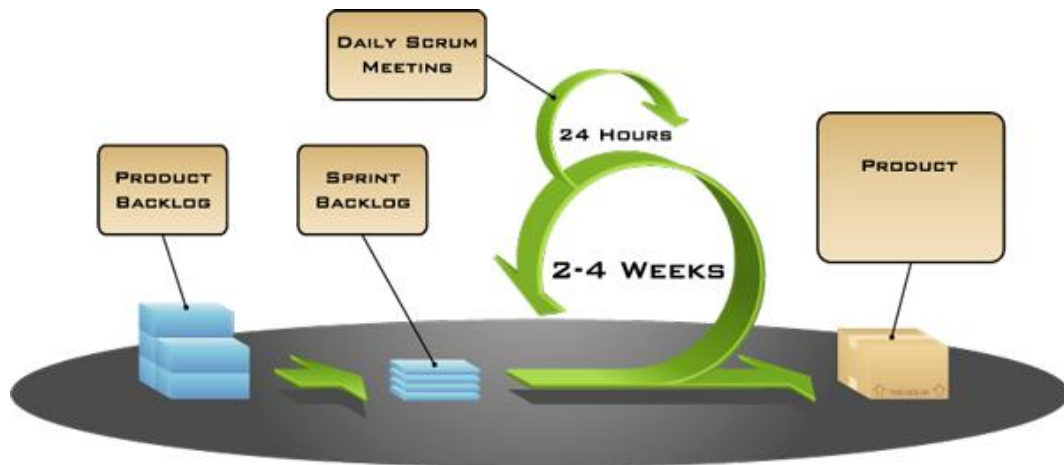 DAILY SCRUM
MEETING
24 HOURS
PRODUCT
BACKLOG
SPRINT
BACKLOG
PRODUCT
2-4 WEEKS